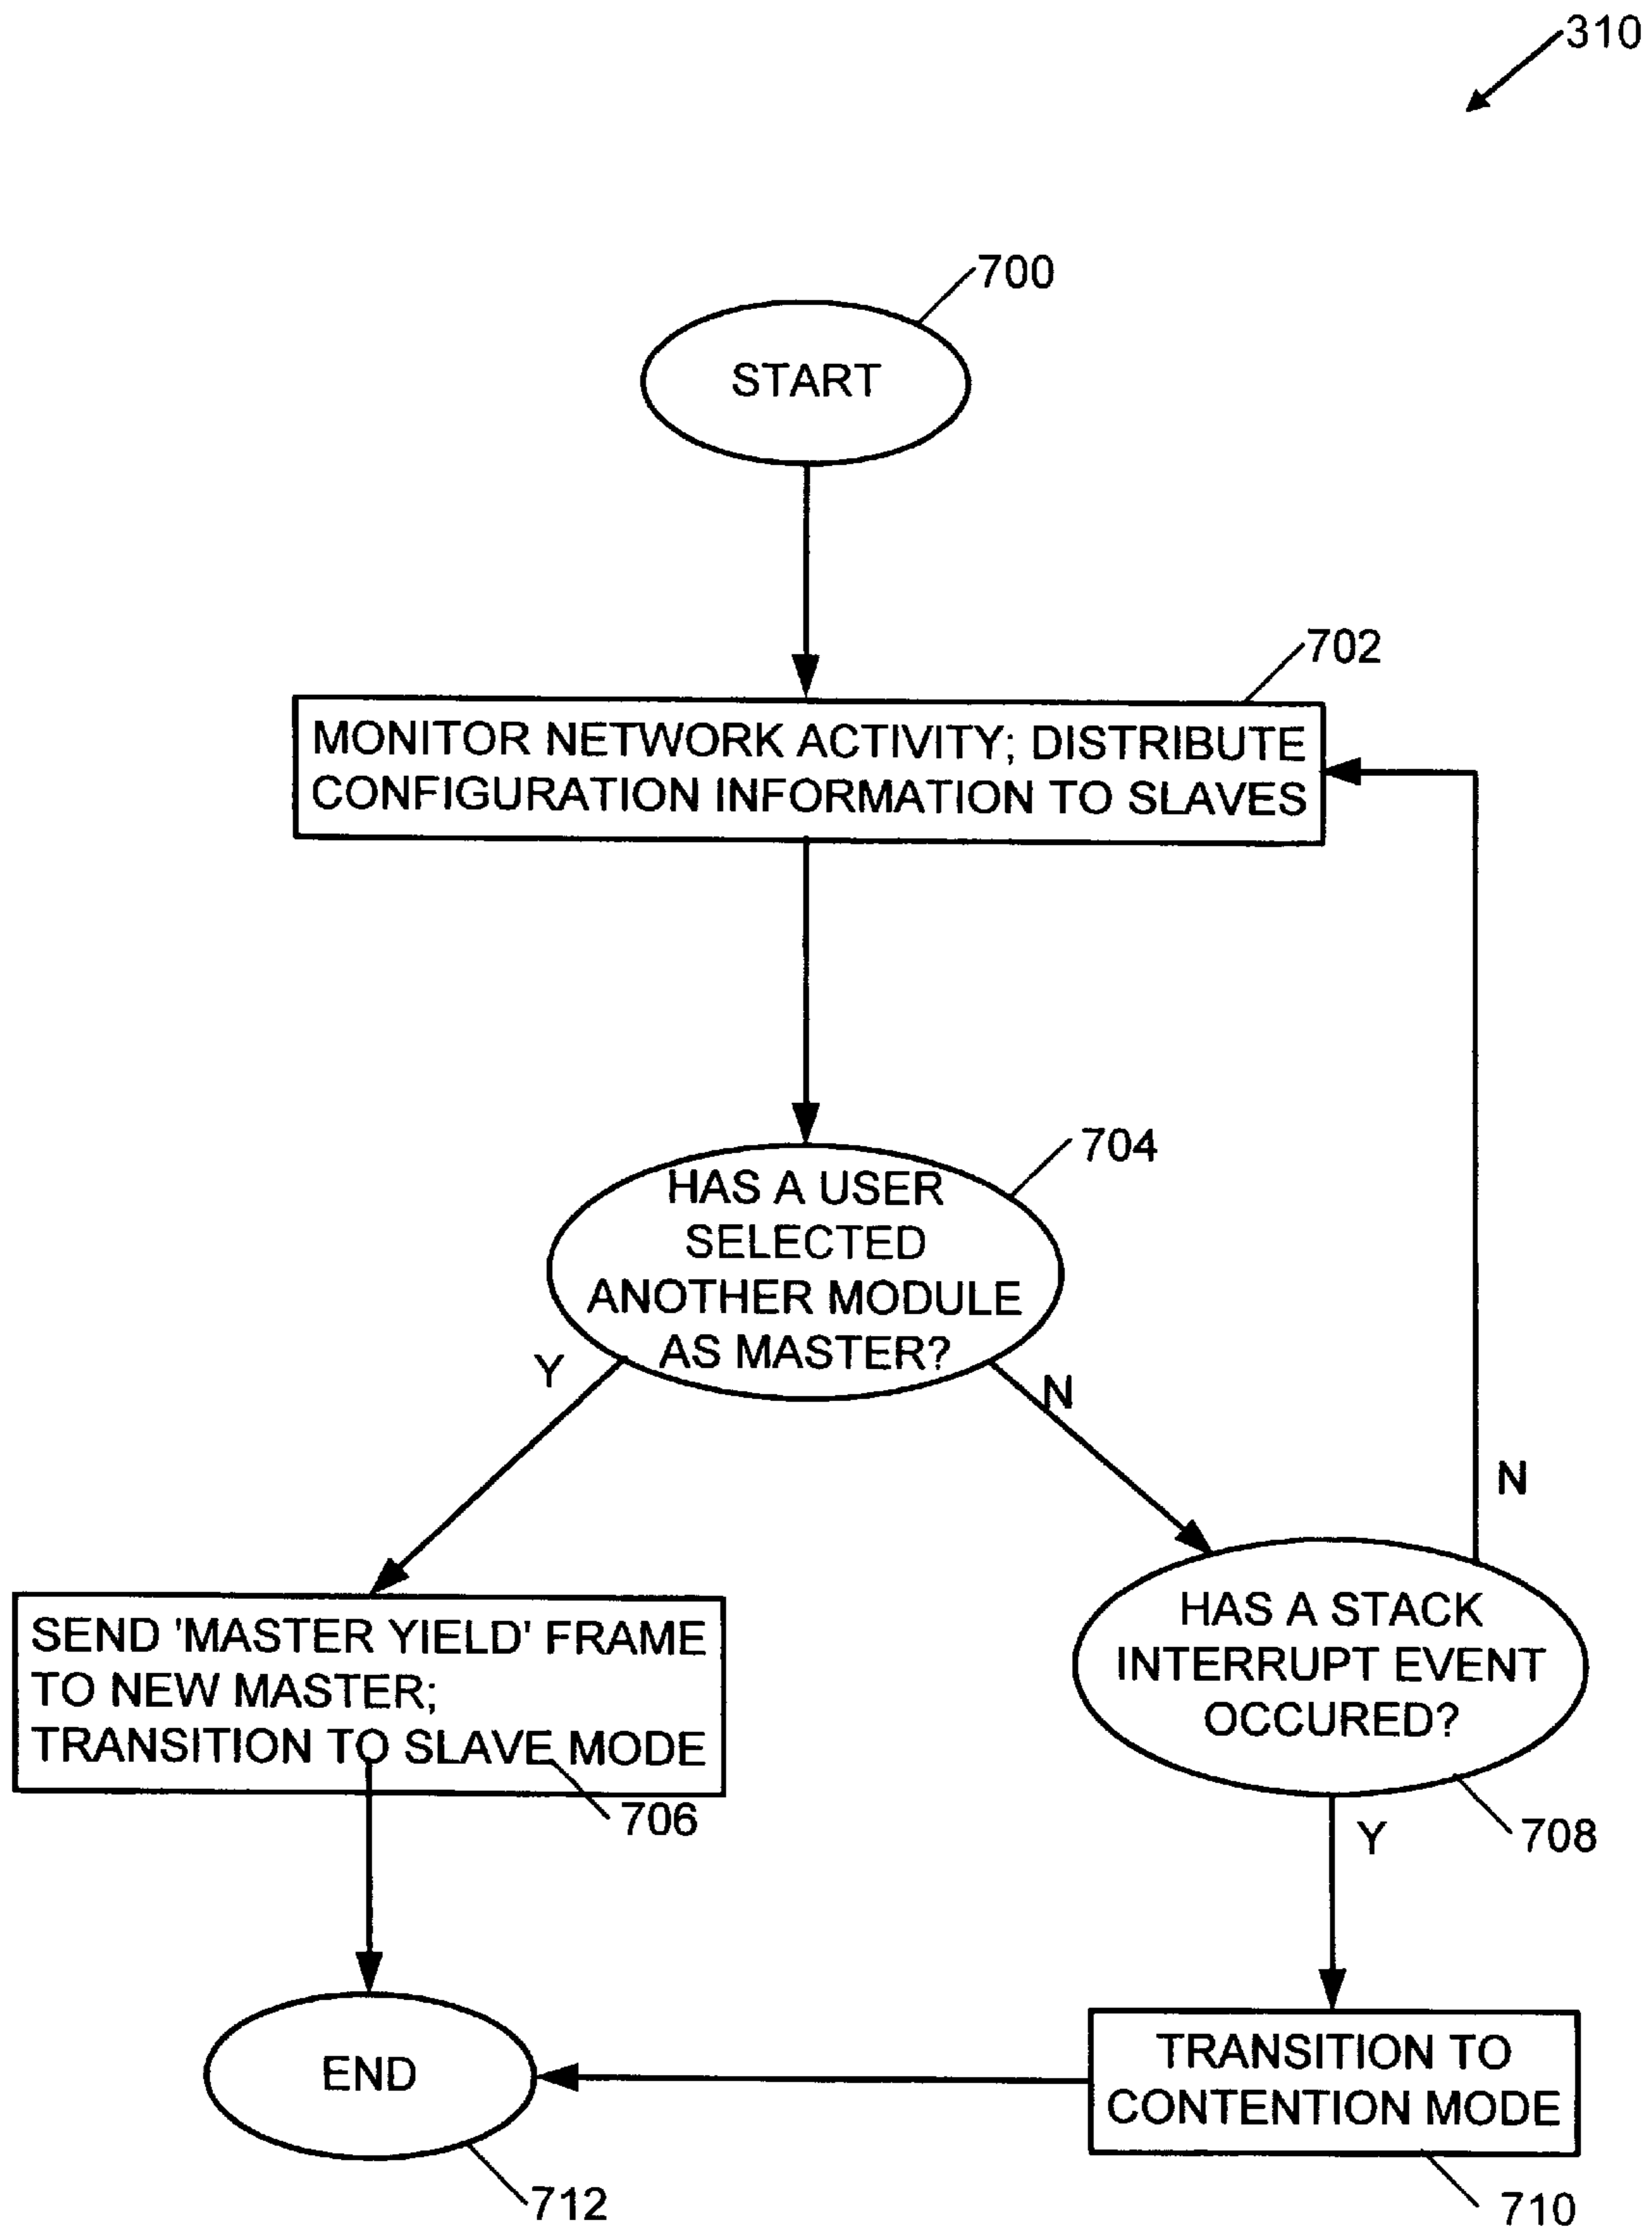 310
700
START
702
MONITOR NETWORK ACTIVITY; DISTRIBUTE
CONFIGURATION INFORMATION TO SLAVES
704
HAS A USER
SELECTED
ANOTHER MODULE
AS MASTER?
Y
N
N
SEND 'MASTER YIELD' FRAME
TO NEW MASTER;
TRANSITION TO SLAVE MODE
706
HAS A STACK
INTERRUPT EVENT
OCCURED?
708
Y
END
712
TRANSITION TO
CONTENTION MODE
710